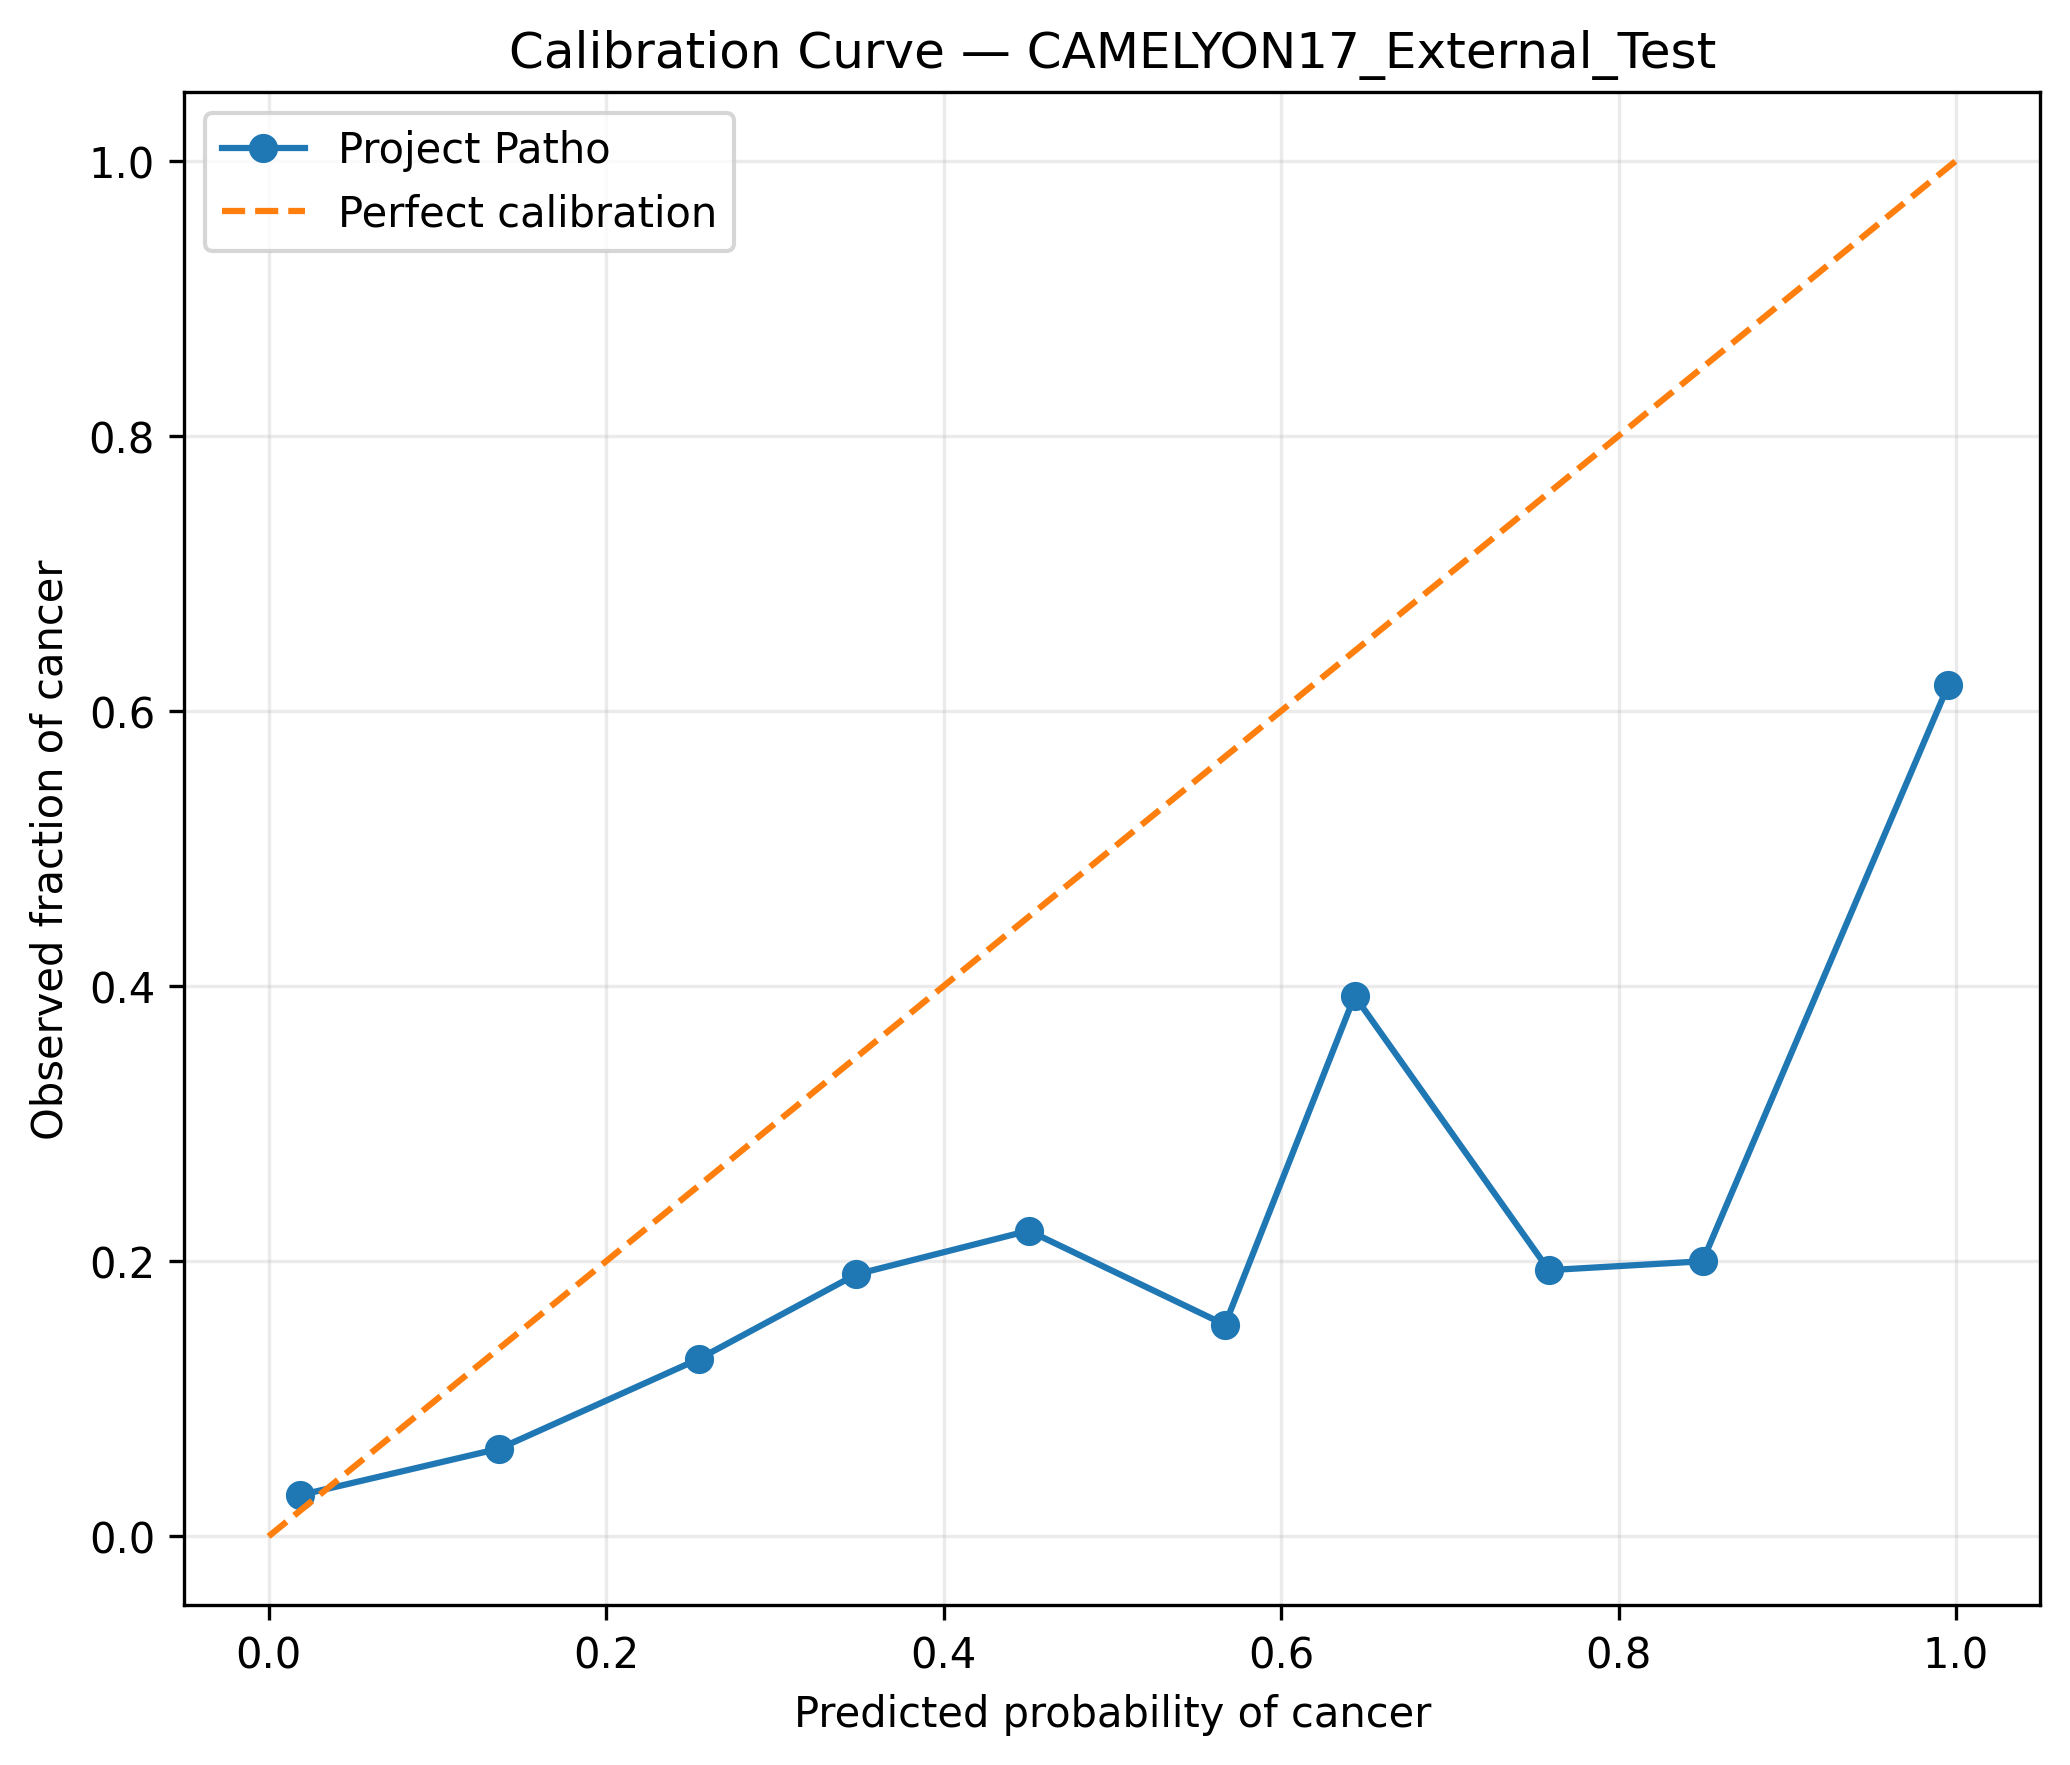 Calibration Curve — CAMELYON17_External_Test
Project Patho
Perfect calibration
1.0
0.8
0.6
0.4
0.2
0.0
Observed fraction of cancer
0.0 0.2 0.4 0.6 0.8 1.0
Predicted probability of cancer